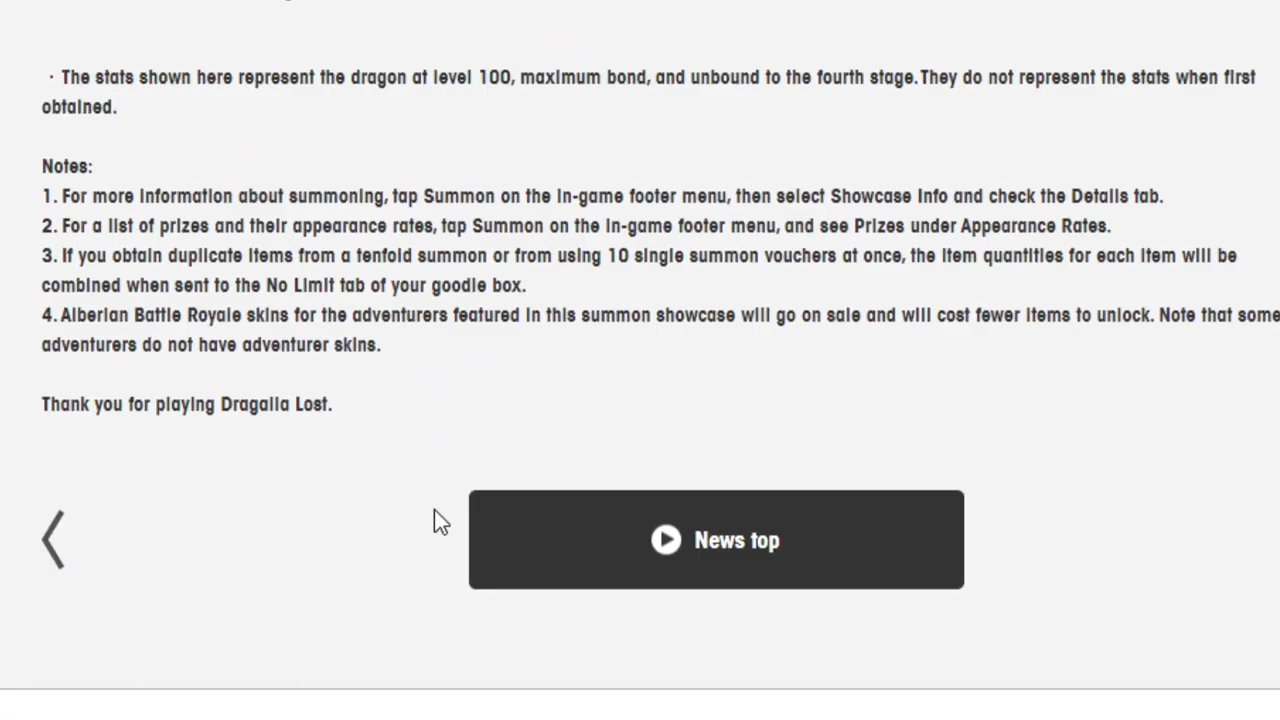 · The stats shown here represent the dragon at level 100, maximum bond, and unbound to the fourth stage.They do not represent the stats when first
obtained.
Notes:
1. For more information about summoning, tap Summon on the in-game footer menu, then select Showcase Info and check the Details tab.
2. For a list of prizes and their appearance rates, tap Summon on the in-game footer menu, and see Prizes under Appearance Rates.
3. If you obtain duplicate items from a tenfold summon or from using 10 single summon vouchers at once, the item quantities for each item will be
combined when sent to the No Limit tab of your goodie box.
4. Alberian Battle Royale skins for the adventurers featured in this summon showcase will go on sale and will cost fewer items to unlock. Note that some
adventurers do not have adventurer skins.
Thank you for playing Dragalia Lost.
News top